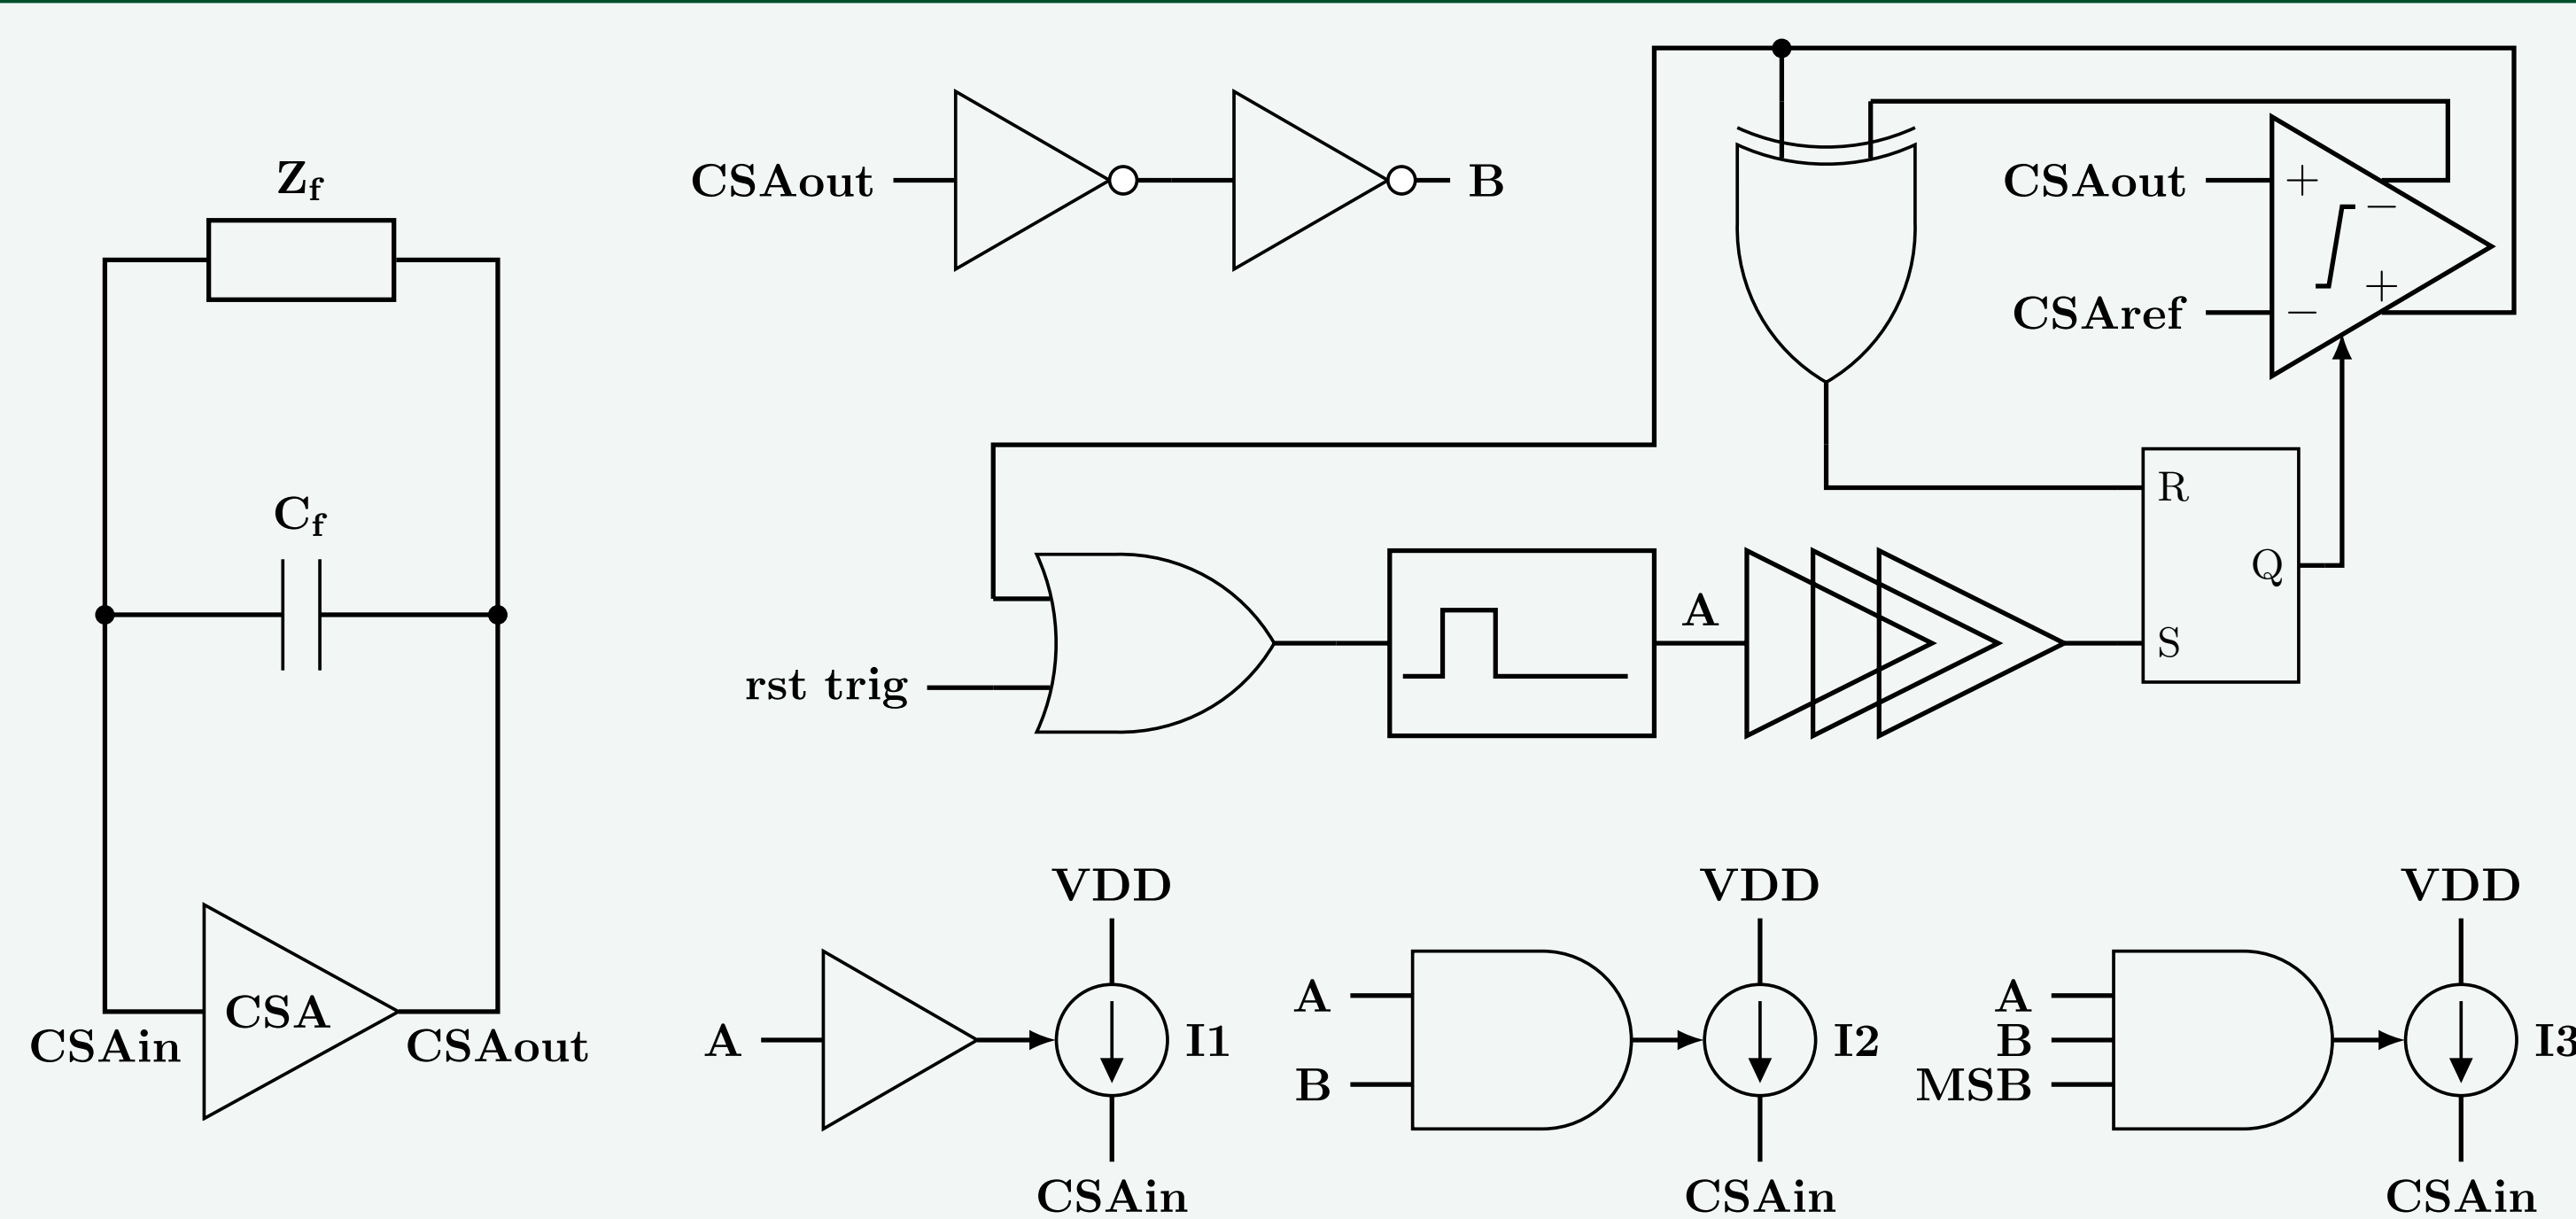 Zf
Cf
CSA
CSAin
CSAout
CSAout
B
CSAout
+
−
CSAref
−
+
R
Q
S
A
rst trig
VDD
A
I1
CSAin
VDD
A
B
I2
CSAin
VDD
A
B
MSB
I3
CSAin